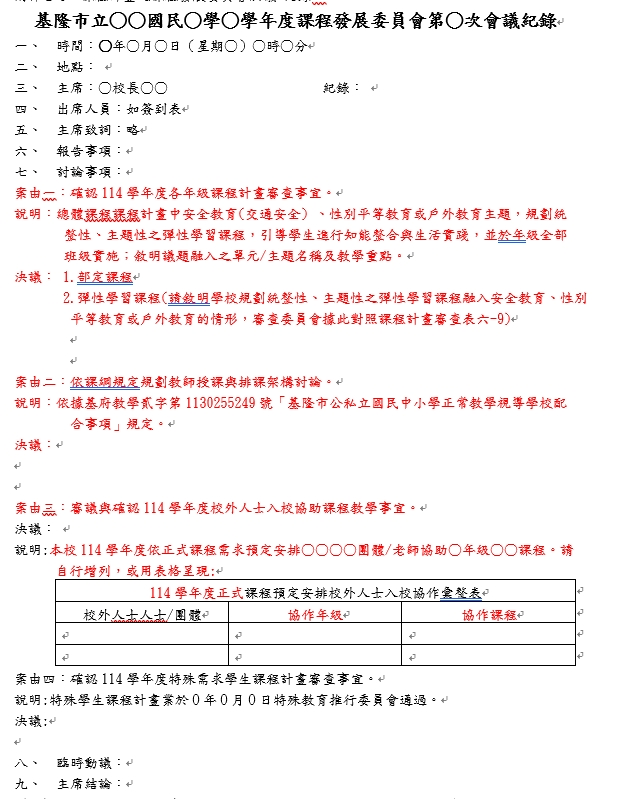 基隆市立○○國民○學○學年度課程發展委員會第○次會議紀錄
一、 時間：○年○月○日（星期○）○時○分
二、 地點：
三、 主席：○校長○○ 紀錄：
四、 出席人員：如簽到表
五、 主席致詞：略
六、 報告事項：
七、 討論事項：
案由一：確認114學年度各年級課程計畫審查事宜。
說明：總體課程課程計畫中安全教育(交通安全)、性別平等教育或戶外教育主題，規劃統
整性、主題性之彈性學習課程，引導學生進行知能整合與生活實踐，並於年級全部
班級實施；敘明議題融入之單元/主題名稱及教學重點。
決議： 1.部定課程
2.彈性學習課程(請敘明學校規劃統整性、主題性之彈性學習課程融入安全教育、性別
平等教育或戶外教育的情形，審查委員會據此對照課程計畫審查表六-9)
案由二：依課綱規定規劃教師授課與排課架構討論。
說明：依據基府教學貳字第1130255249號「基隆市公私立國民中小學正常教學視導學校配
合事項」規定。
決議：
案由三：審議與確認114學年度校外人士入校協助課程教學事宜。
決議：
說明:本校114學年度依正式課程需求預定安排○○○○團體/老師協助○年級○○課程。請
自行增列，或用表格呈現:
114學年度正式課程預定安排校外人士入校協作彙整表
校外人士人士/團體 協作年級 協作課程
案由四：確認114學年度特殊需求學生課程計畫審查事宜。
說明:特殊學生課程計畫業於0年0月0日特殊教育推行委員會通過。
決議:
八、 臨時動議：
九、 主席結論：